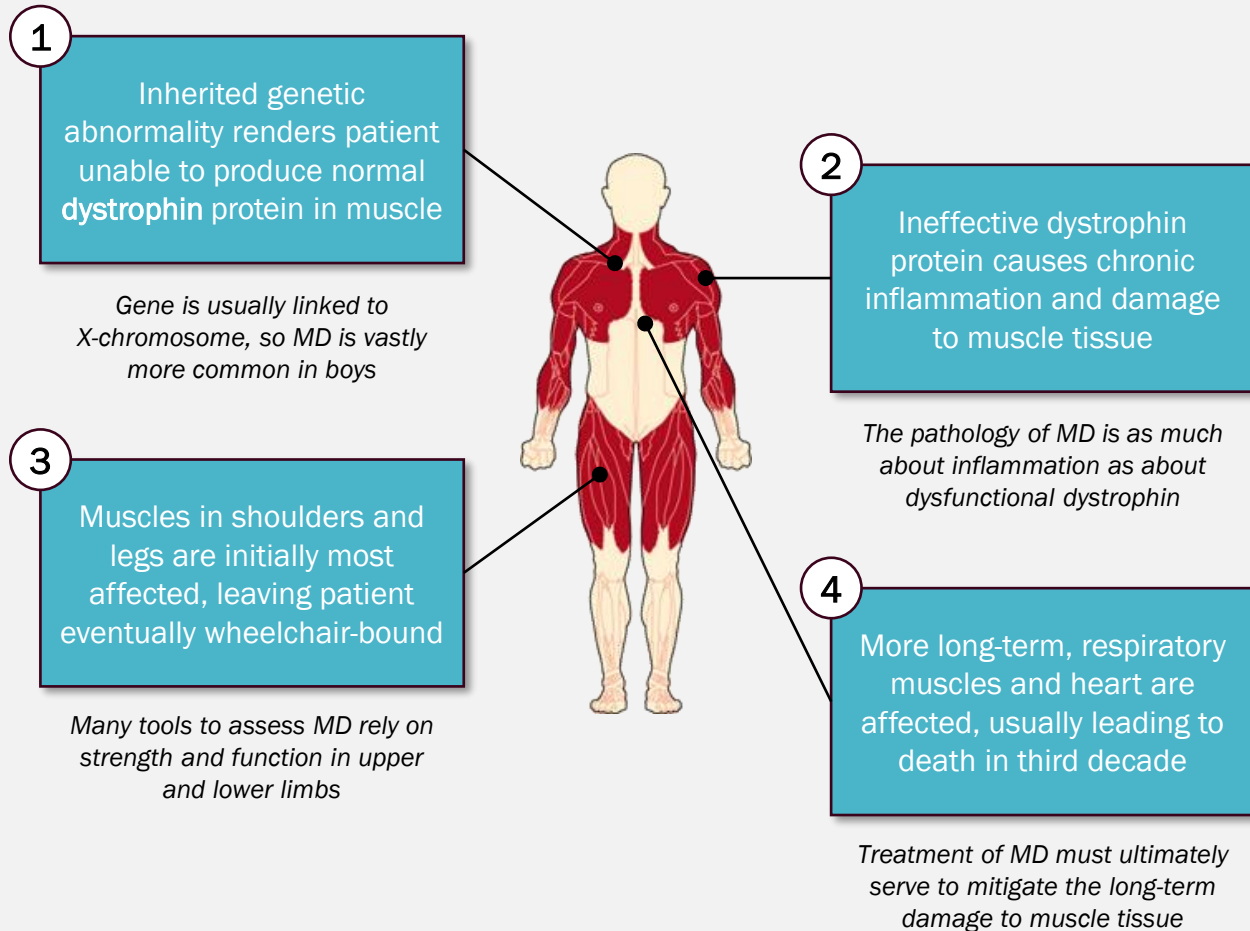 1
Inherited genetic
abnormality renders patient
unable to produce normal
dystrophin protein in muscle
Gene is usually linked to
X-chromosome, so MD is vastly
more common in boys
2
Ineffective dystrophin
protein causes chronic
inflammation and damage
to muscle tissue
The pathology of MD is as much
about inflammation as about
dysfunctional dystrophin
3
Muscles in shoulders and
legs are initially most
affected, leaving patient
eventually wheelchair-bound
Many tools to assess MD rely on
strength and function in upper
and lower limbs
4
More long-term, respiratory
muscles and heart are
affected, usually leading to
death in third decade
Treatment of MD must ultimately
serve to mitigate the long-term
damage to muscle tissue